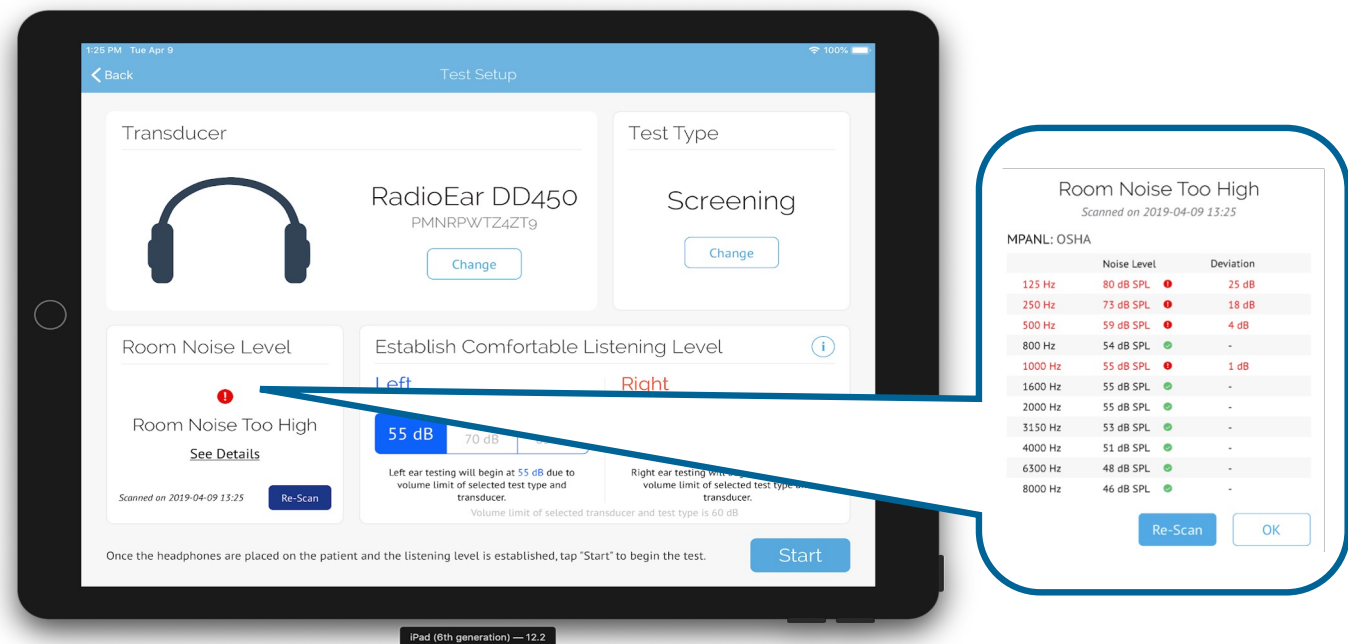 1:25 PM Tue Apr 9
100%
Back
Test Setup
Transducer
RadioEar DD450
PMNRPWTZ4ZT9
Change
Test Type
Screening
Change
Room Noise Level
Room Noise Too High
See Details
Scanned on 2019-04-09 13:25
Re-Scan
Establish Comfortable Listening Level
i
Left
Right
55 dB
70 dB
Left ear testing will begin at 55 dB due to
volume limit of selected test type and
transducer.
Right ear testing
volume limit of selected test type
transducer.
Volume limit of selected transducer and test type is 60 dB
Once the headphones are placed on the patient and the listening level is established, tap "Start" to begin the test.
Start
iPad (6th generation) — 12.2
Room Noise Too High
Scanned on 2019-04-09 13:25
MPANL: OSHA
Noise Level Deviation
125 Hz 80 dB SPL 25 dB
250 Hz 73 dB SPL 18 dB
500 Hz 59 dB SPL 4 dB
800 Hz 54 dB SPL -
1000 Hz 55 dB SPL 1 dB
1600 Hz 55 dB SPL -
2000 Hz 55 dB SPL -
3150 Hz 53 dB SPL -
4000 Hz 51 dB SPL -
6300 Hz 48 dB SPL -
8000 Hz 46 dB SPL -
Re-Scan
OK